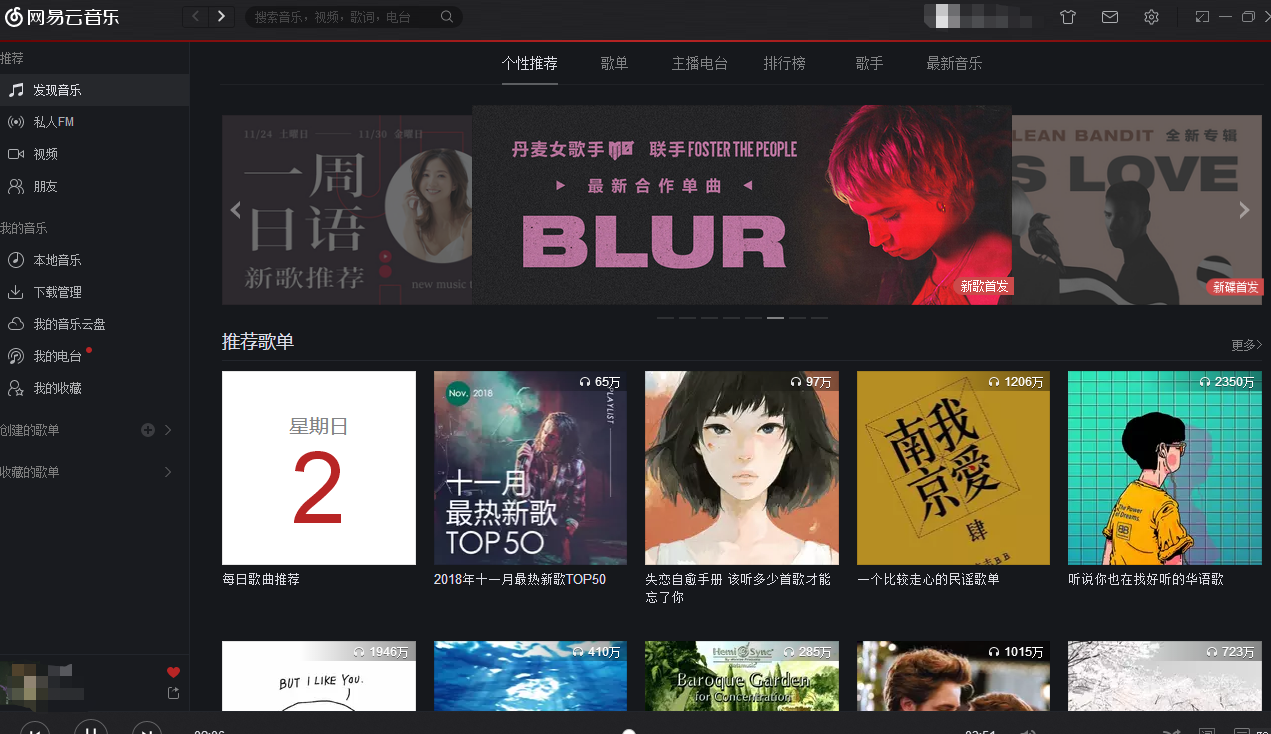 网易云音乐
搜索音乐，视频，歌词，电台
推荐
发现音乐
私人FM
视频
朋友
我的音乐
本地音乐
下载管理
我的音乐云盘
我的电台
我的收藏
创建的歌单
收藏的歌单
个性推荐 歌单 主播电台 排行榜 歌手 最新音乐
11/24 土曜日 11/30 金曜日
一周
日语
新歌推荐
new music
丹麦女歌手MØ 联手FOSTER THE PEOPLE
最新合作单曲
BLUR
新歌首发
LEAN BANDIT 全新专辑
S LOVE
新碟首发
推荐歌单
更多
星期日
2
每日歌曲推荐
65万
Nov. 2018
PLAYLIST
十一月
最热新歌
TOP50
2018年十一月最热新歌TOP50
97万
失恋自愈手册 该听多少首歌才能
忘了你
1206万
我爱
南京
肆
一个比较走心的民谣歌单
2350万
The Power
of Dreams.
听说你也在找好听的华语歌
1946万
BUT I LIKE YOU.
410万
285万
Hemi Sync
Baroque Garden
for Concentration
1015万
723万